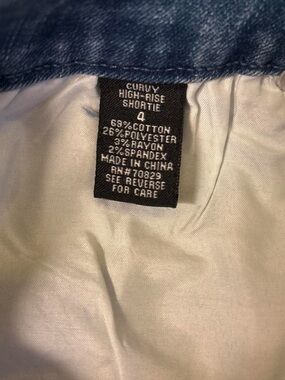 CURVY
HIGH-RISE
SHORTIE
4
69%COTTON
26%POLYESTER
3%RAYON
2%SPANDEX
MADE IN CHINA
RN#70829
SEE REVERSE
FOR CARE